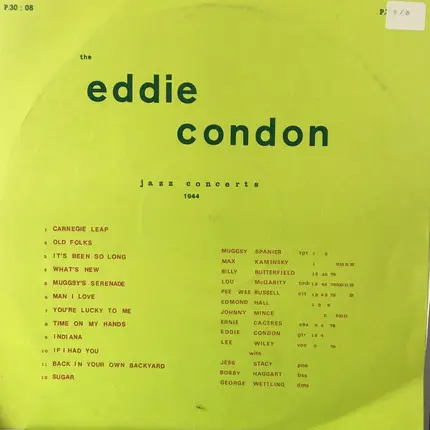 P.30 : 08
the
eddie
condon
jazz concerts
1944
1 CARNEGIE LEAP
2 OLD FOLKS
3 IT'S BEEN SO LONG
4 WHAT'S NEW
5 MUGGSY'S SERENADE
6 MAN I LOVE
7 YOU'RE LUCKY TO ME
8 TIME ON MY HANDS
9 INDIANA
10 IF I HAD YOU
11 BACK IN YOUR OWN BACKYARD
12 SUGAR
MUGGSY SPANIER
MAX KAMINSKY
BILLY BUTTERFIELD
LOU McGARITY
PEE WEE RUSSELL
EDMOND HALL
JOHNNY MINCE
ERNIE CACERES
EDDIE CONDON
LEE WILEY
with
JESS STACY pno
BOBBY HAGGART bss
GEORGE WETTLING dms